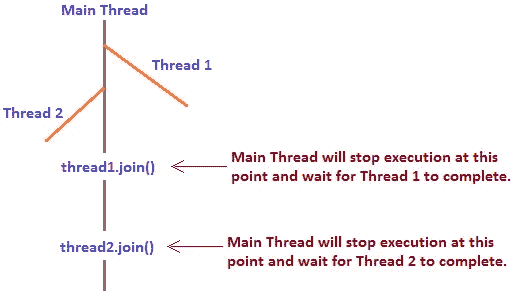 Main Thread
Thread 1
Thread 2
thread1.join()
Main Thread will stop execution at this
point and wait for Thread 1 to complete.
thread2.join()
Main Thread will stop execution at this
point and wait for Thread 2 to complete.